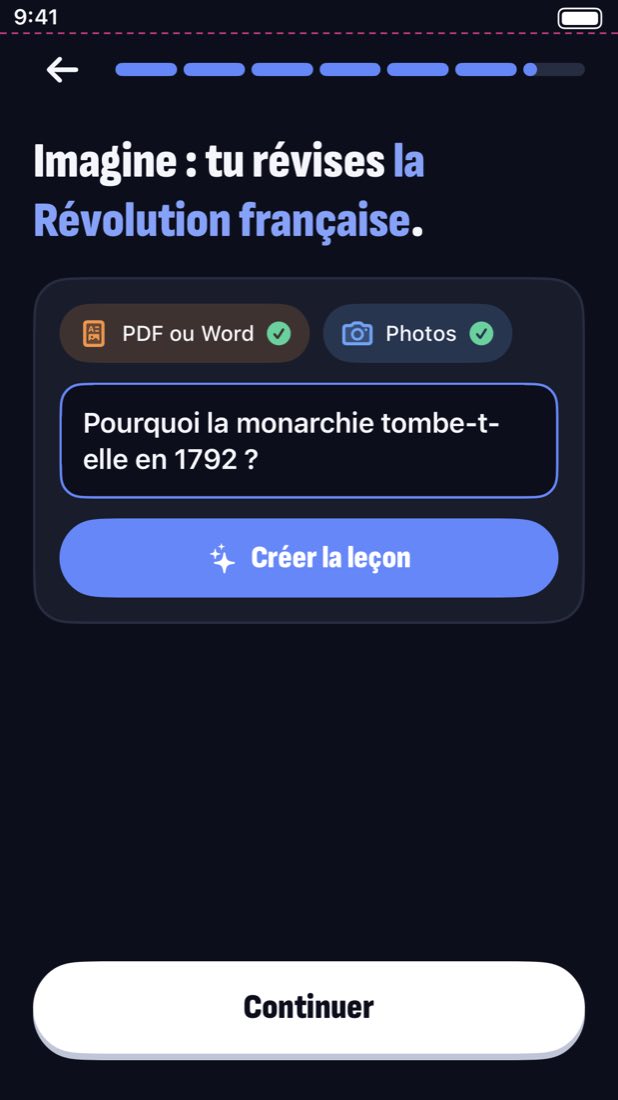 9:41
Imagine : tu révises la
Révolution française.
PDF ou Word
Photos
Pourquoi la monarchie tombe-t-
elle en 1792 ?
Créer la leçon
Continuer